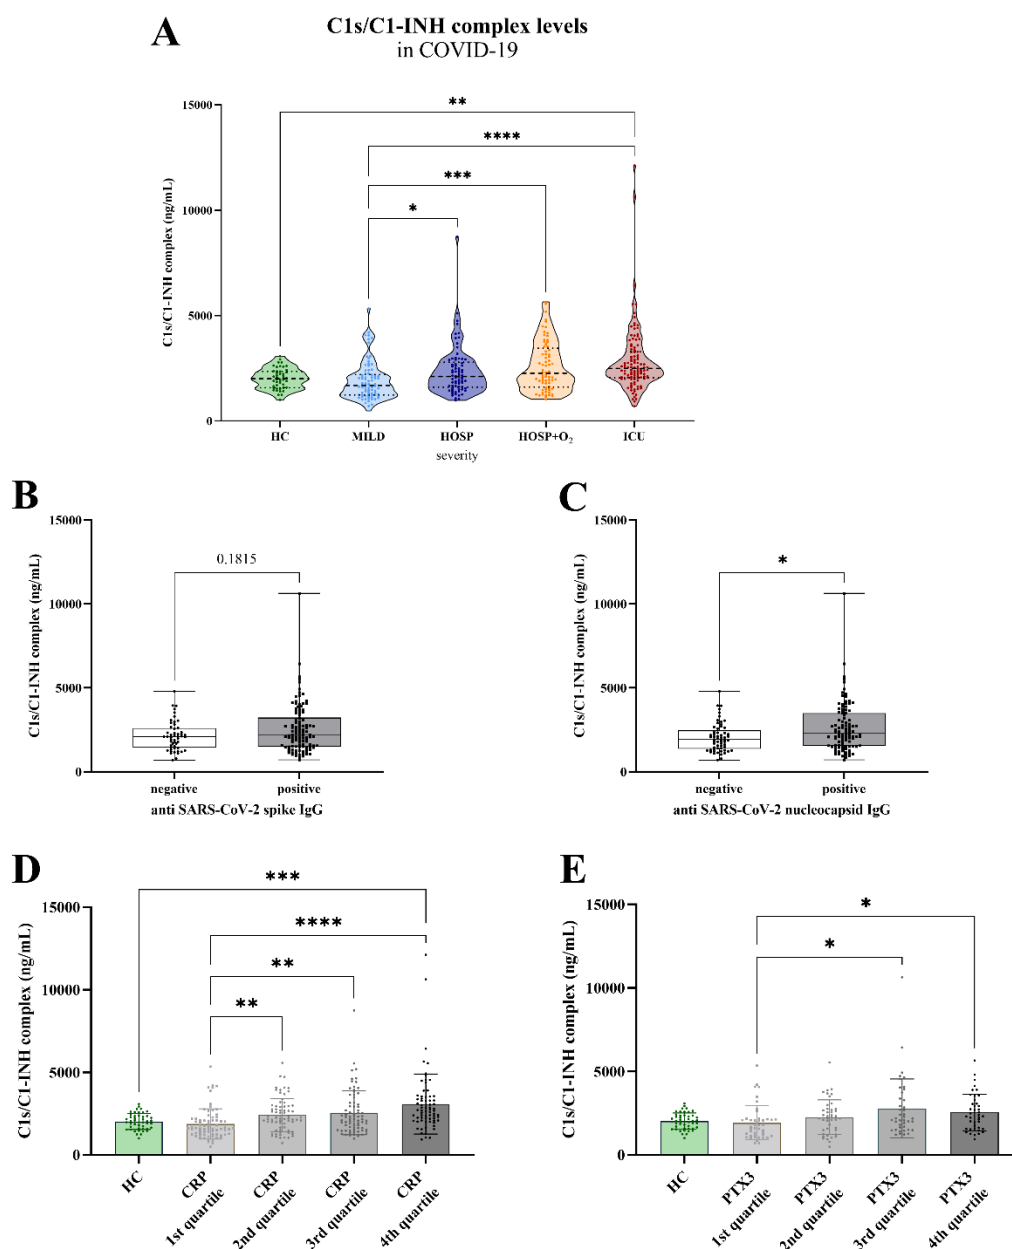 A
C1s/C1-INH complex levels
in COVID-19
C1s/C1-INH complex (ng/mL)
15000
10000
5000
0
**
****
***
*
HC MILD HOSP HOSP+O₂ ICU
severity
B
C1s/C1-INH complex (ng/mL)
15000
10000
5000
0
0.1815
negative positive
anti SARS-CoV-2 spike IgG
C
C1s/C1-INH complex (ng/mL)
15000
10000
5000
0
*
negative positive
anti SARS-CoV-2 nucleocapsid IgG
D
C1s/C1-INH complex (ng/mL)
15000
10000
5000
0
***
****
**
**
HC
CRP
1st quartile
CRP
2nd quartile
CRP
3rd quartile
CRP
4th quartile
E
C1s/C1-INH complex (ng/mL)
15000
10000
5000
0
*
*
HC
PTX3
1st quartile
PTX3
2nd quartile
PTX3
3rd quartile
PTX3
4th quartile